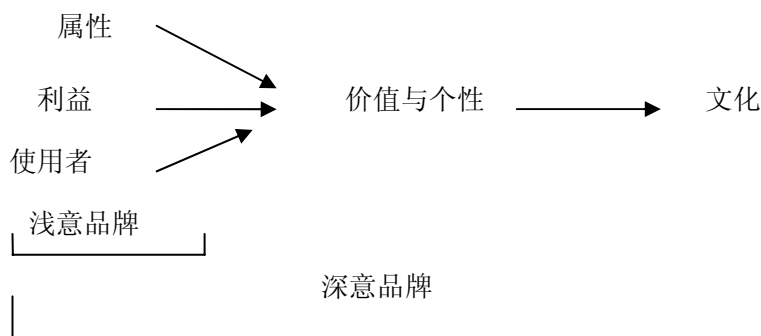 属性
利益 价值与个性 文化
使用者
浅意品牌
深意品牌